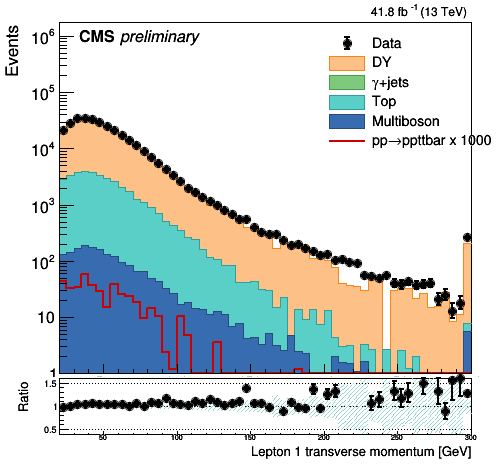 41.8 fb⁻¹ (13 TeV)
CMS preliminary
Events
10⁶
10⁵
10⁴
10³
10²
10
1
Data
DY
γ+jets
Top
Multiboson
pp→ppttbar x 1000
Ratio
1.5
1
0.5
50 100 150 200 250 300
Lepton 1 transverse momentum [GeV]